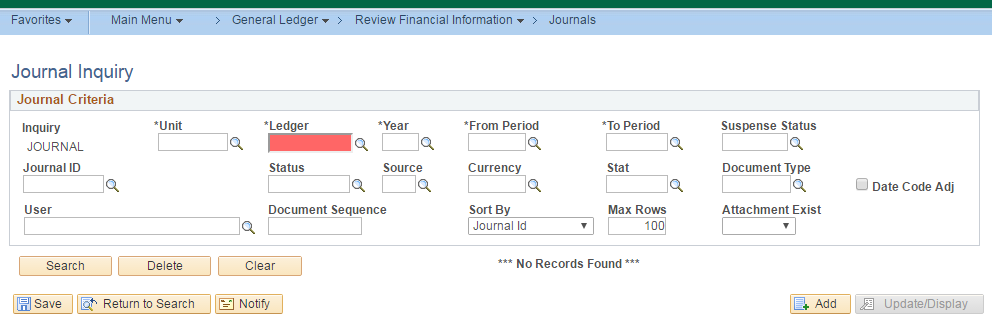 Favorites Main Menu > General Ledger > Review Financial Information > Journals
Journal Inquiry
Journal Criteria
Inquiry *Unit *Ledger *Year *From Period *To Period Suspense Status
JOURNAL
Journal ID Status Source Currency Stat Document Type
Date Code Adj
User Document Sequence Sort By Max Rows Attachment Exist
Journal Id 100
Search Delete Clear *** No Records Found ***
Save Return to Search Notify Add Update/Display